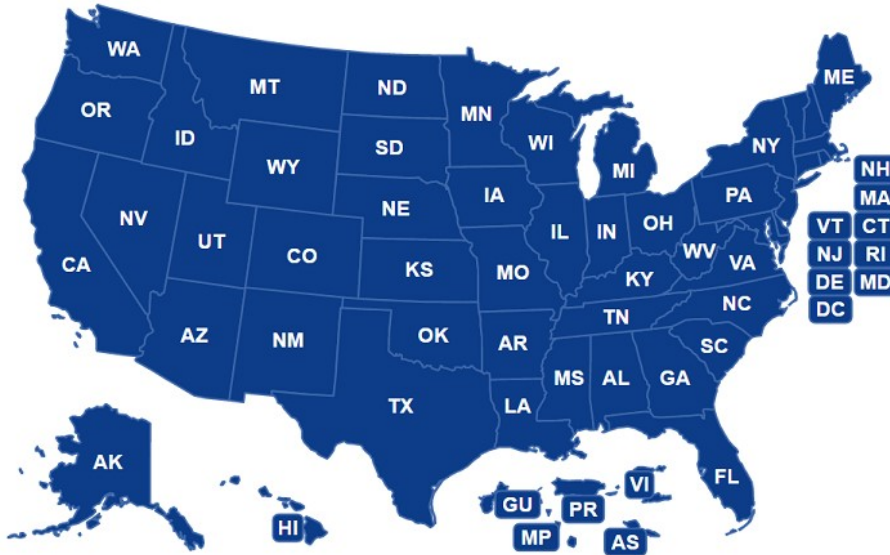 WA
MT
ND
MN
ME
OR
ID
SD
WI
NY
WY
MI
NH
IA
PA
MA
NE
NV
IL
IN
OH
VT
CT
UT
CO
WV
NJ
RI
CA
KS
MO
KY
VA
DE
MD
NC
DC
TN
AZ
NM
OK
AR
SC
MS
AL
GA
TX
LA
AK
FL
VI
GU
PR
HI
MP
AS